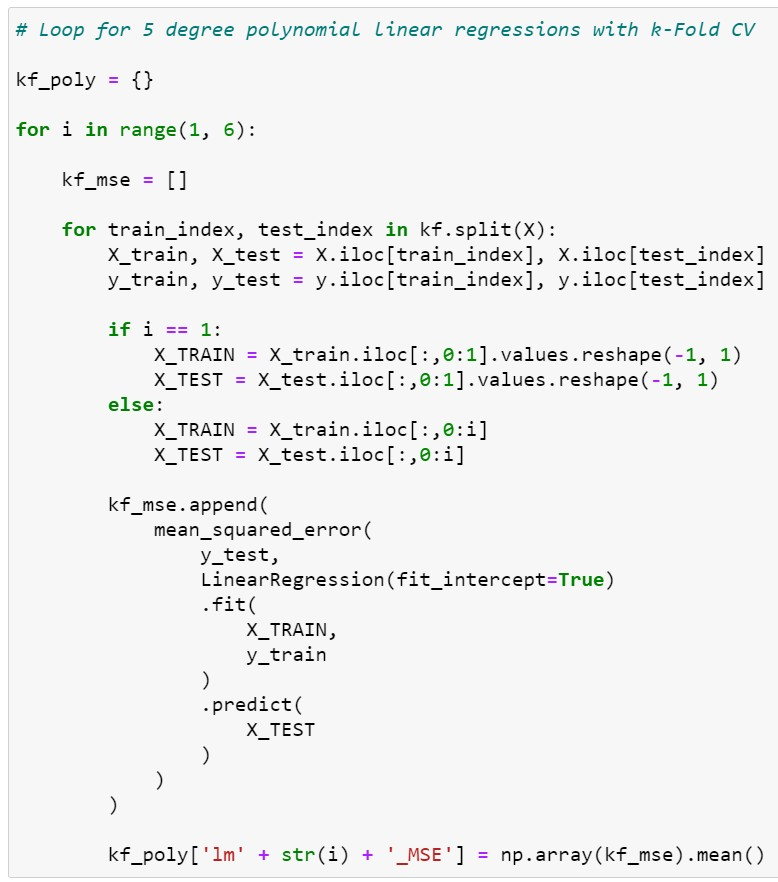 # Loop for 5 degree polynomial linear regressions with k-Fold CV
kf_poly = {}
for i in range(1, 6):
    kf_mse = []
    for train_index, test_index in kf.split(X):
        X_train, X_test = X.iloc[train_index], X.iloc[test_index]
        y_train, y_test = y.iloc[train_index], y.iloc[test_index]
        if i == 1:
            X_TRAIN = X_train.iloc[:,0:1].values.reshape(-1, 1)
            X_TEST = X_test.iloc[:,0:1].values.reshape(-1, 1)
        else:
            X_TRAIN = X_train.iloc[:,0:i]
            X_TEST = X_test.iloc[:,0:i]
        kf_mse.append(
            mean_squared_error(
                y_test,
                LinearRegression(fit_intercept=True)
                .fit(
                    X_TRAIN,
                    y_train
                )
                .predict(
                    X_TEST
                )
            )
        )
        kf_poly['lm' + str(i) + '_MSE'] = np.array(kf_mse).mean()